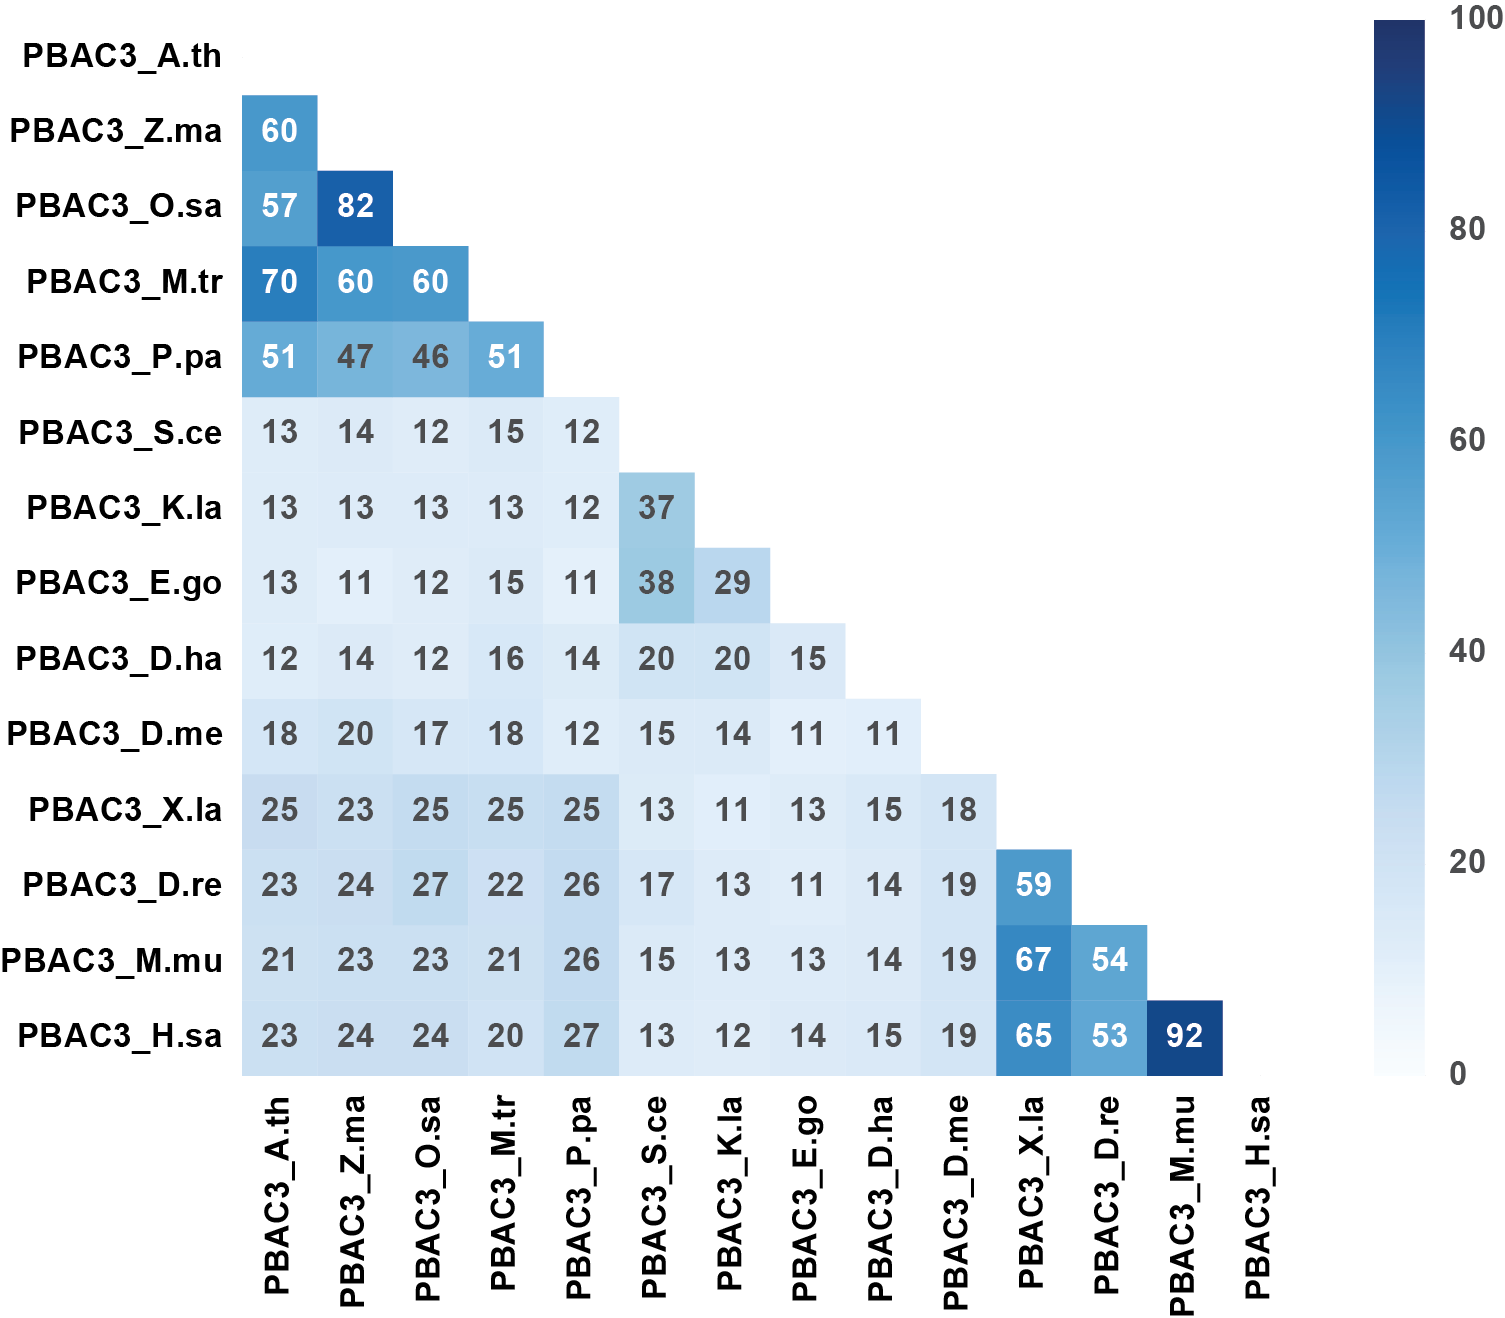 100
PBAC3_A.th
PBAC3_Z.ma 60
PBAC3_O.sa 57 82
80
PBAC3_M.tr 70 60 60
PBAC3_P.pa 51 47 46 51
PBAC3_S.ce 13 14 12 15 12
60
PBAC3_K.la 13 13 13 13 12 37
PBAC3_E.go 13 11 12 15 11 38 29
PBAC3_D.ha 12 14 12 16 14 20 20 15
40
PBAC3_D.me 18 20 17 18 12 15 14 11 11
PBAC3_X.la 25 23 25 25 25 13 11 13 15 18
20
PBAC3_D.re 23 24 27 22 26 17 13 11 14 19 59
PBAC3_M.mu 21 23 23 21 26 15 13 13 14 19 67 54
PBAC3_H.sa 23 24 24 20 27 13 12 14 15 19 65 53 92
0
PBAC3_A.th
PBAC3_Z.ma
PBAC3_O.sa
PBAC3_M.tr
PBAC3_P.pa
PBAC3_S.ce
PBAC3_K.la
PBAC3_E.go
PBAC3_D.ha
PBAC3_D.me
PBAC3_X.la
PBAC3_D.re
PBAC3_M.mu
PBAC3_H.sa